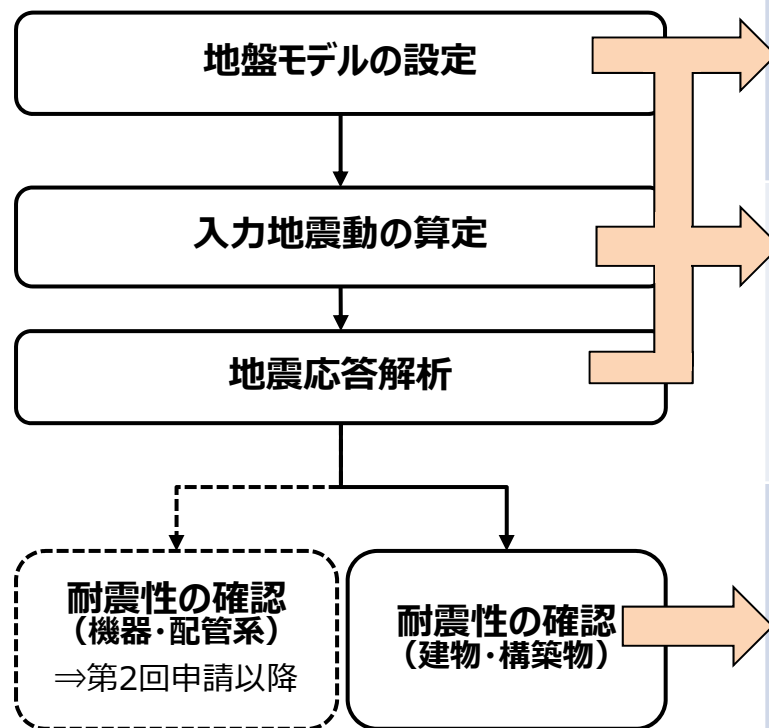 地盤モデルの設定
入力地震動の算定
地震応答解析
耐震性の確認
（機器・配管系）
⇒第2回申請以降
耐震性の確認
（建物・構築物）